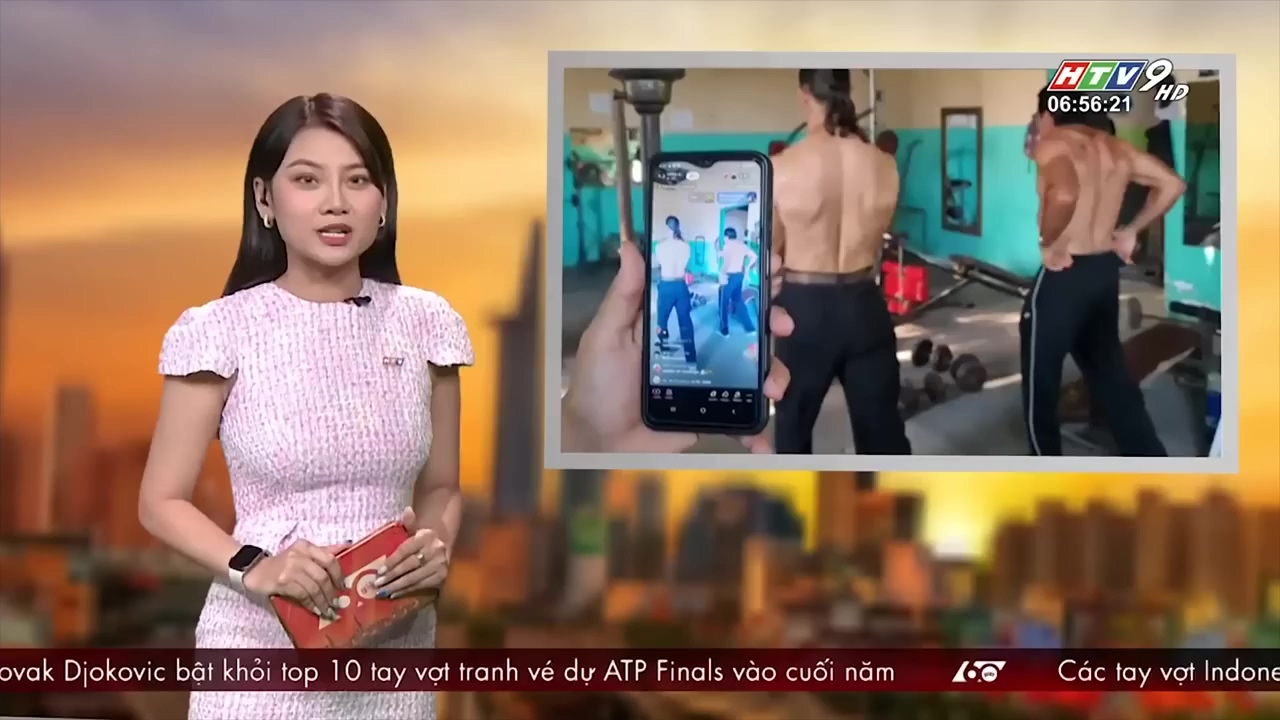 HTV9
HD
06:56:21
ovak Djokovic bật khỏi top 10 tay vợt tranh vé dự ATP Finals vào cuối năm
60
Các tay vợt Indone